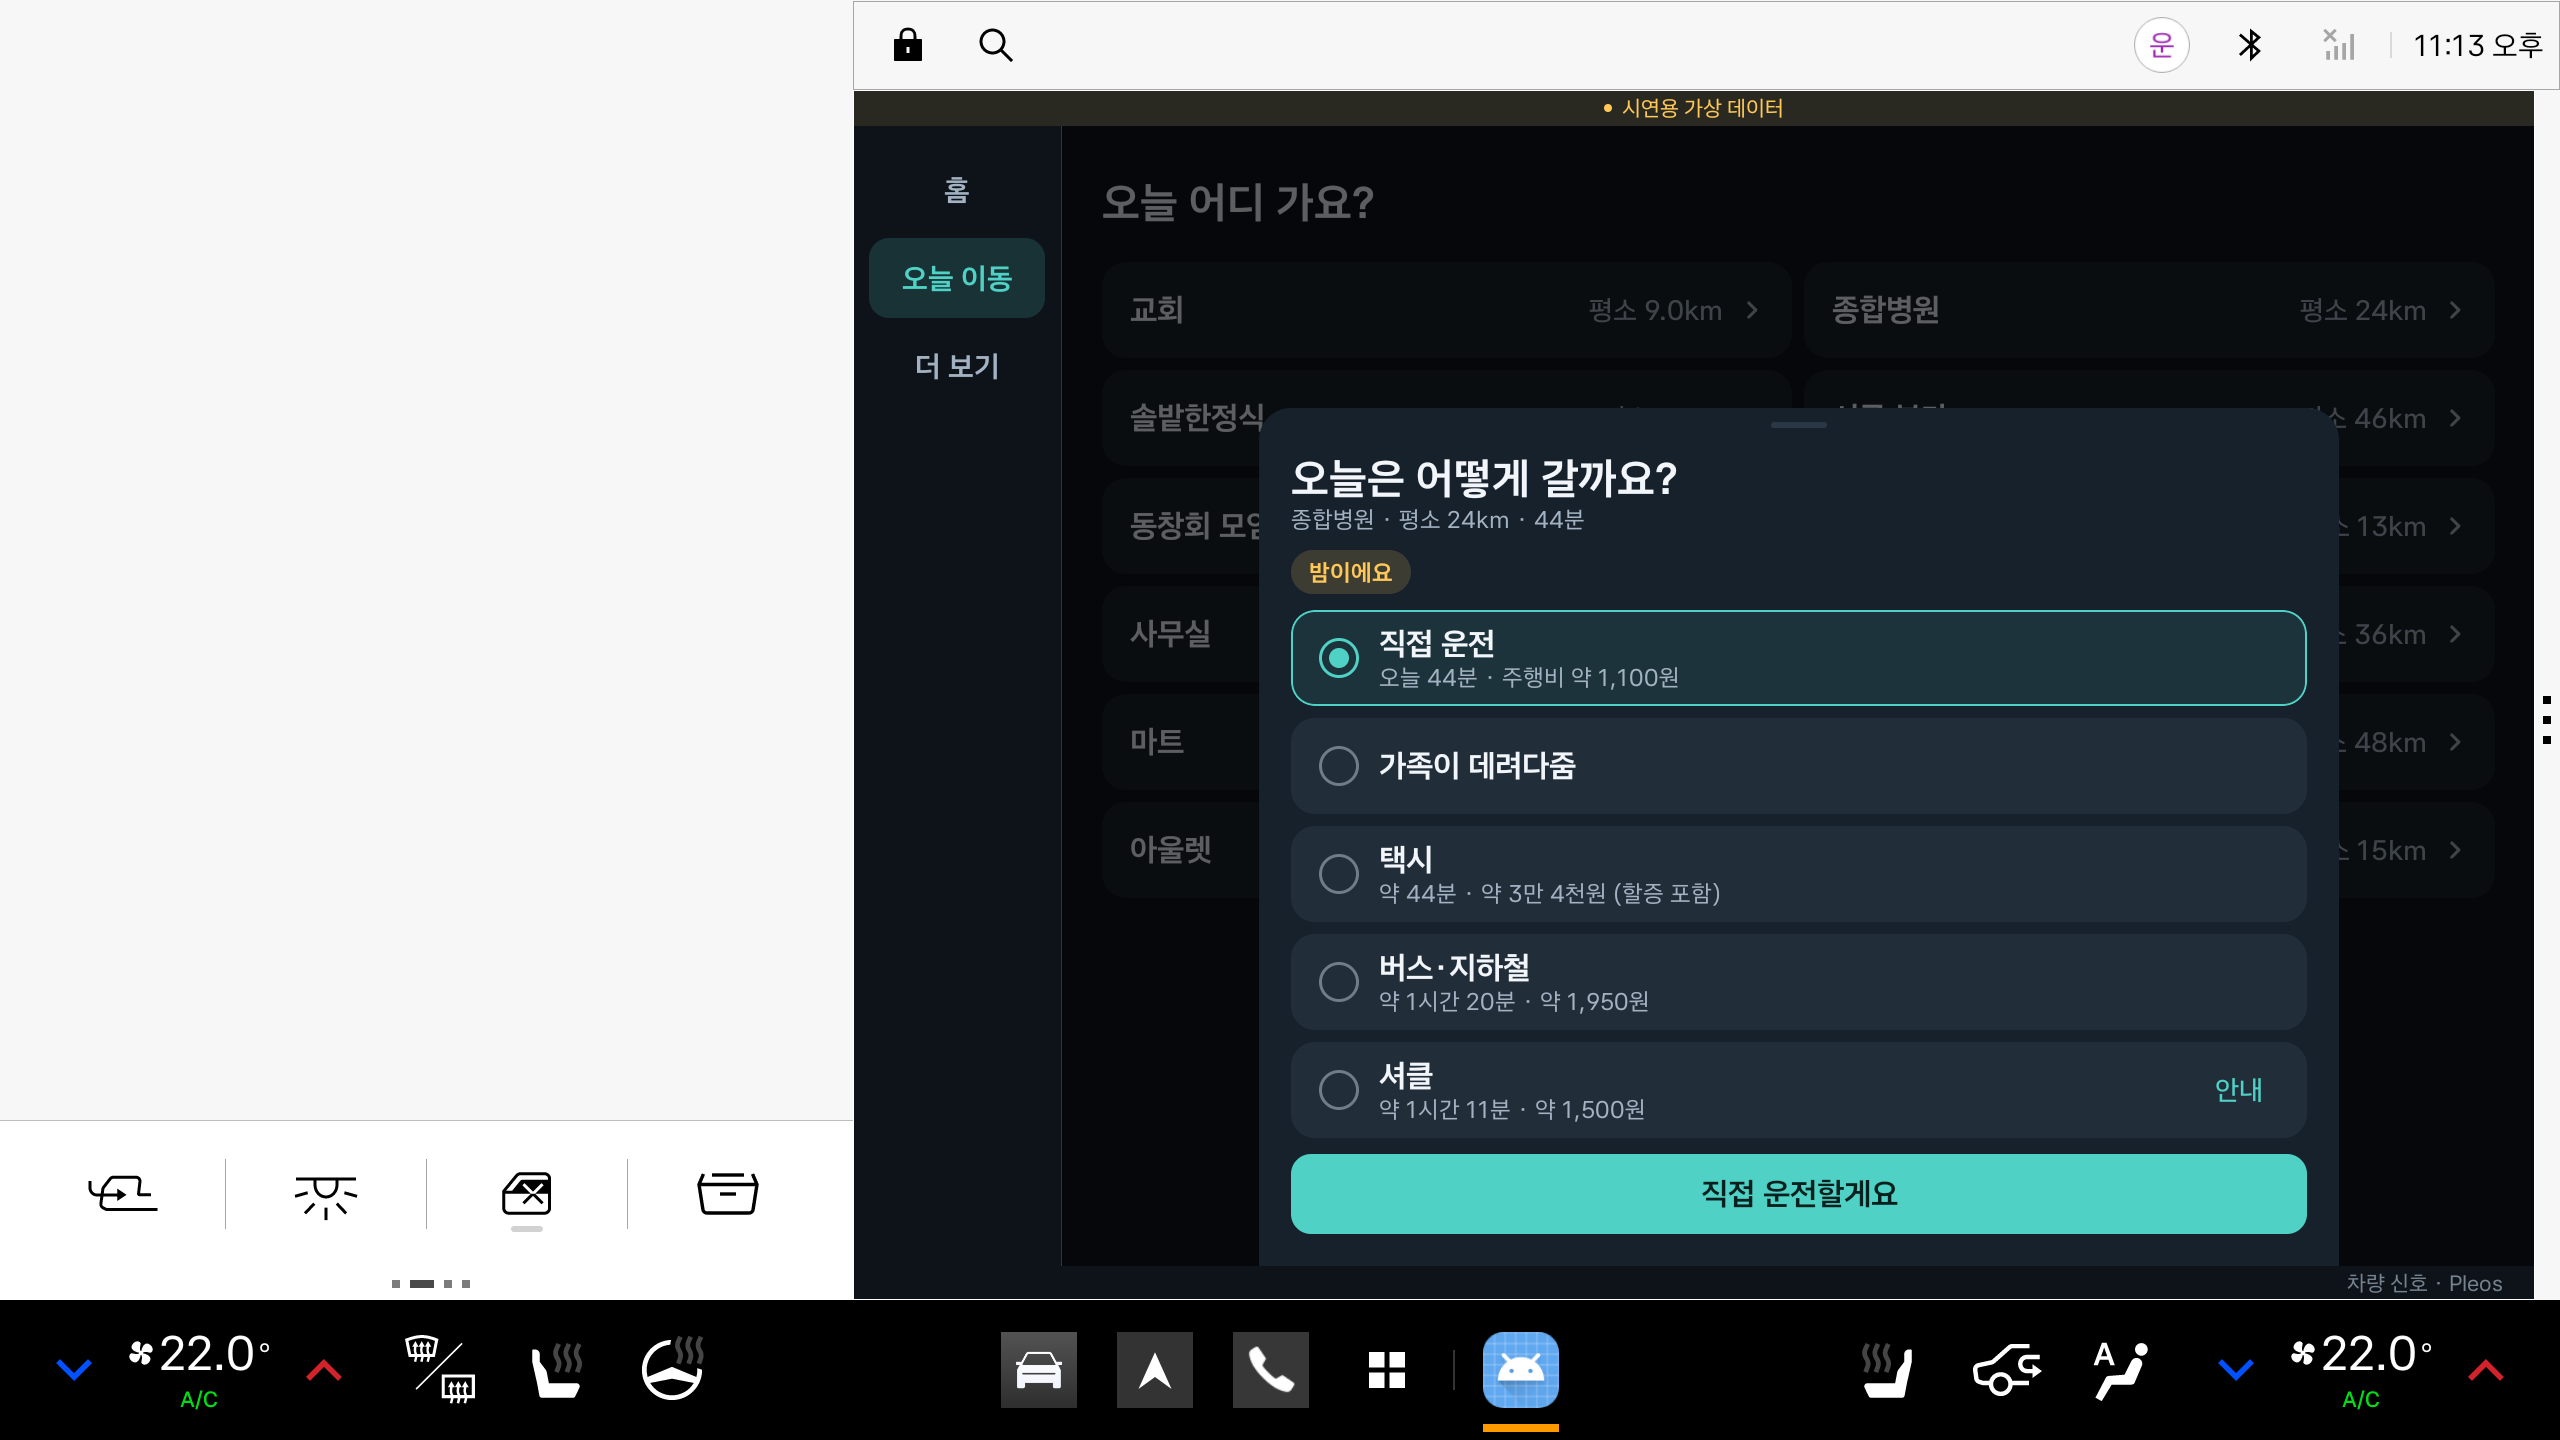 운
11:13 오후
시연용 가상 데이터
홈
오늘 이동
더 보기
오늘 어디 가요?
교회 평소 9.0km
종합병원 평소 24km
솔밭한정식
46km
동창회
13km
사무실
36km
마트
48km
아울렛
15km
오늘은 어떻게 갈까요?
종합병원 · 평소 24km · 44분
밤이에요
직접 운전
오늘 44분 · 주행비 약 1,100원
가족이 데려다줌
택시
약 44분 · 약 3만 4천원 (할증 포함)
버스·지하철
약 1시간 20분 · 약 1,950원
셔클
약 1시간 11분 · 약 1,500원
안내
직접 운전할게요
차량 신호 · Pleos
22.0°
A/C
A
22.0°
A/C